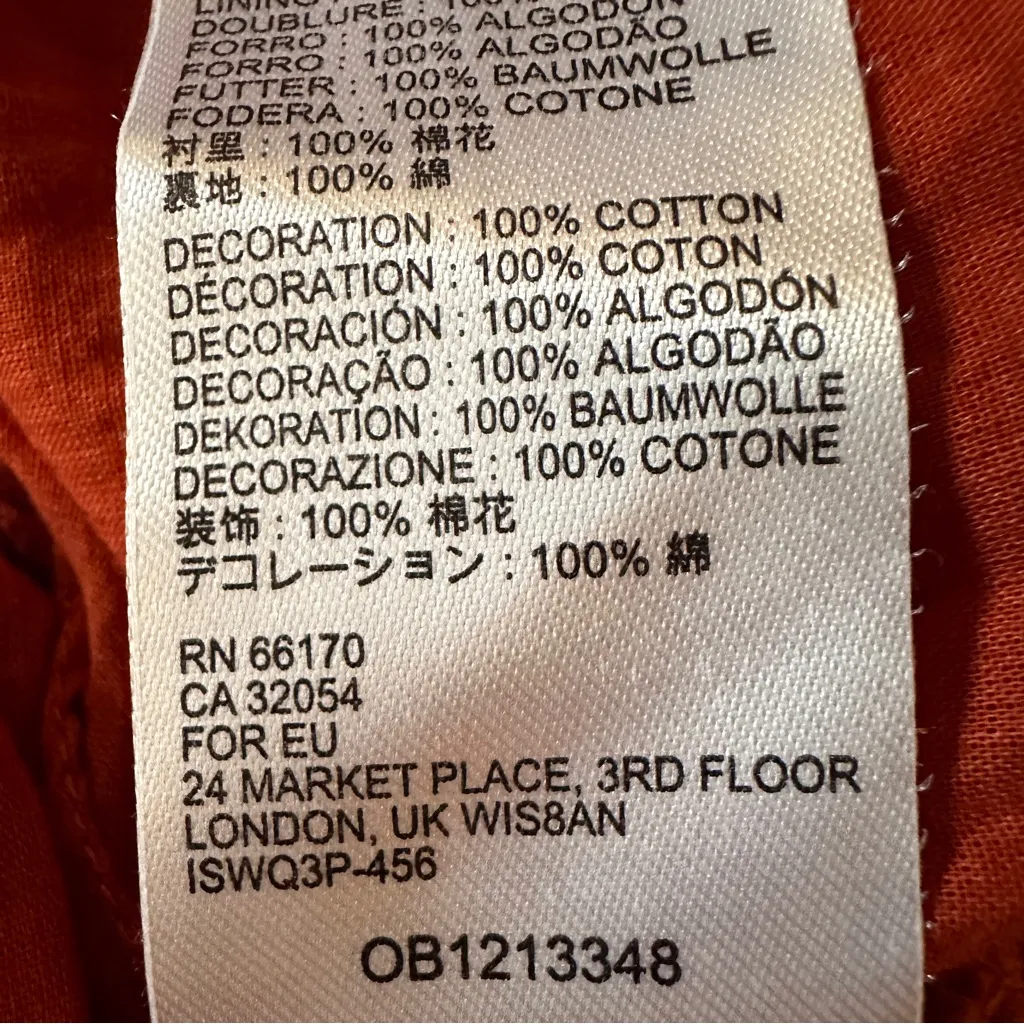 DOUBLURE : 100%
FORRO : 100% ALGODÓN
FORRO : 100% ALGODÃO
FUTTER : 100% BAUMWOLLE
FODERA : 100% COTONE
衬里 : 100% 棉花
裏地 : 100% 綿
DECORATION : 100% COTTON
DÉCORATION : 100% COTON
DECORACIÓN : 100% ALGODÓN
DECORAÇÃO : 100% ALGODÃO
DEKORATION : 100% BAUMWOLLE
DECORAZIONE : 100% COTONE
装饰 : 100% 棉花
デコレーション : 100% 綿
RN 66170
CA 32054
FOR EU
24 MARKET PLACE, 3RD FLOOR
LONDON, UK WIS8AN
ISWQ3P-456
OB1213348